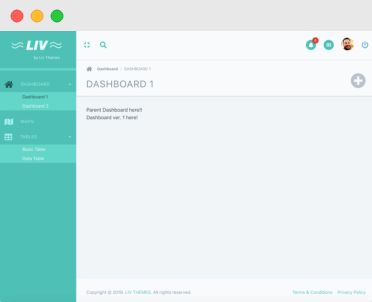 LIV
by Liv Themes
DASHBOARD
Dashboard 1
Dashboard 2
MAPS
TABLES
Basic Table
Data Table
Dashboard / DASHBOARD 1
DASHBOARD 1
Parent Dashboard here!!
Dashboard ver. 1 here!
Copyright © 2019. LIV THEMES. All rights reserved.
Terms & Conditions
Privacy Policy